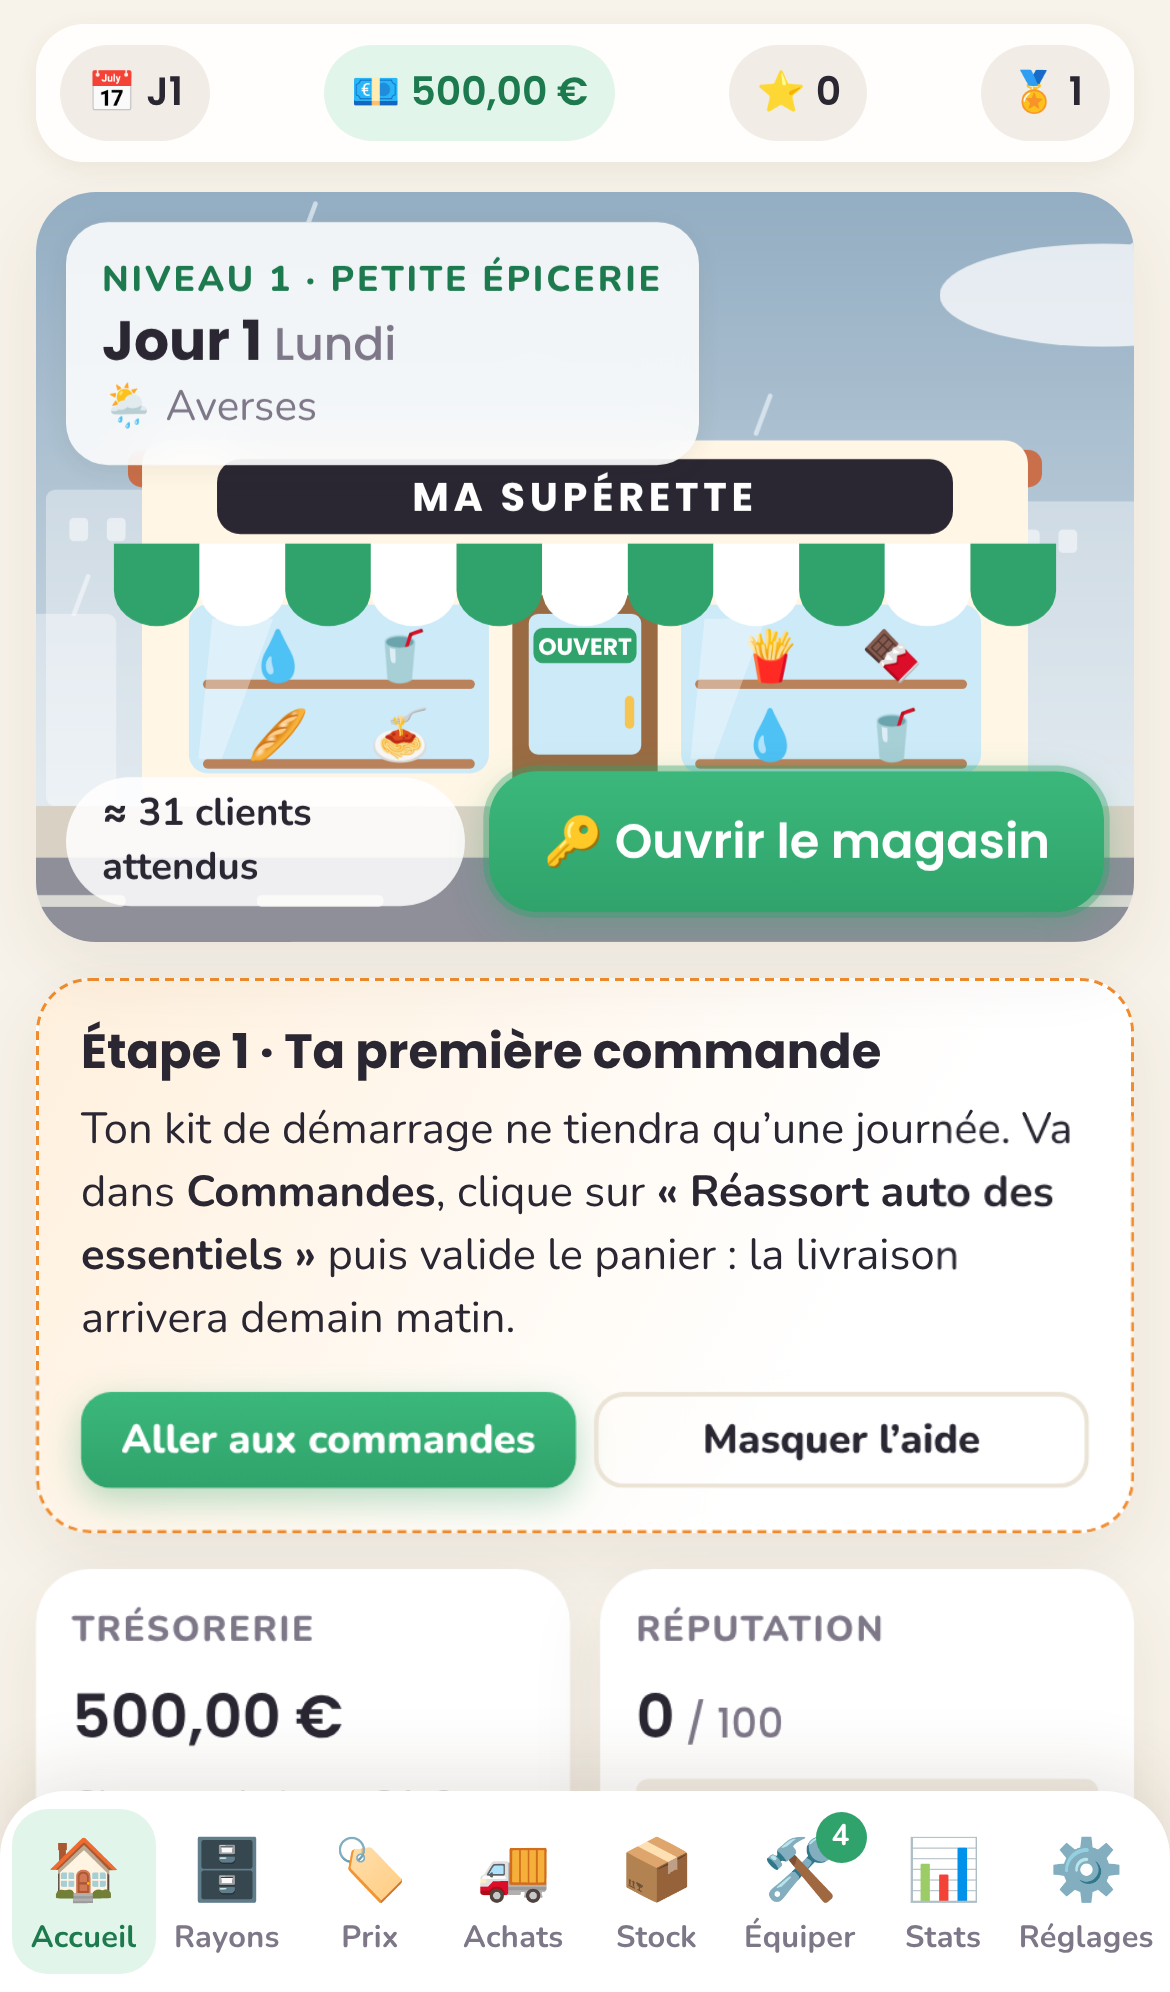 July
17
J1
500,00 €
0
1
NIVEAU 1 · PETITE ÉPICERIE
Jour 1 Lundi
Averses
MA SUPÉRETTE
OUVERT
≈ 31 clients
attendus
Ouvrir le magasin
Étape 1 · Ta première commande
Ton kit de démarrage ne tiendra qu’une journée. Va
dans Commandes, clique sur « Réassort auto des
essentiels » puis valide le panier : la livraison
arrivera demain matin.
Aller aux commandes
Masquer l’aide
TRÉSORERIE
500,00 €
RÉPUTATION
0 / 100
4
Accueil
Rayons
Prix
Achats
Stock
Équiper
Stats
Réglages